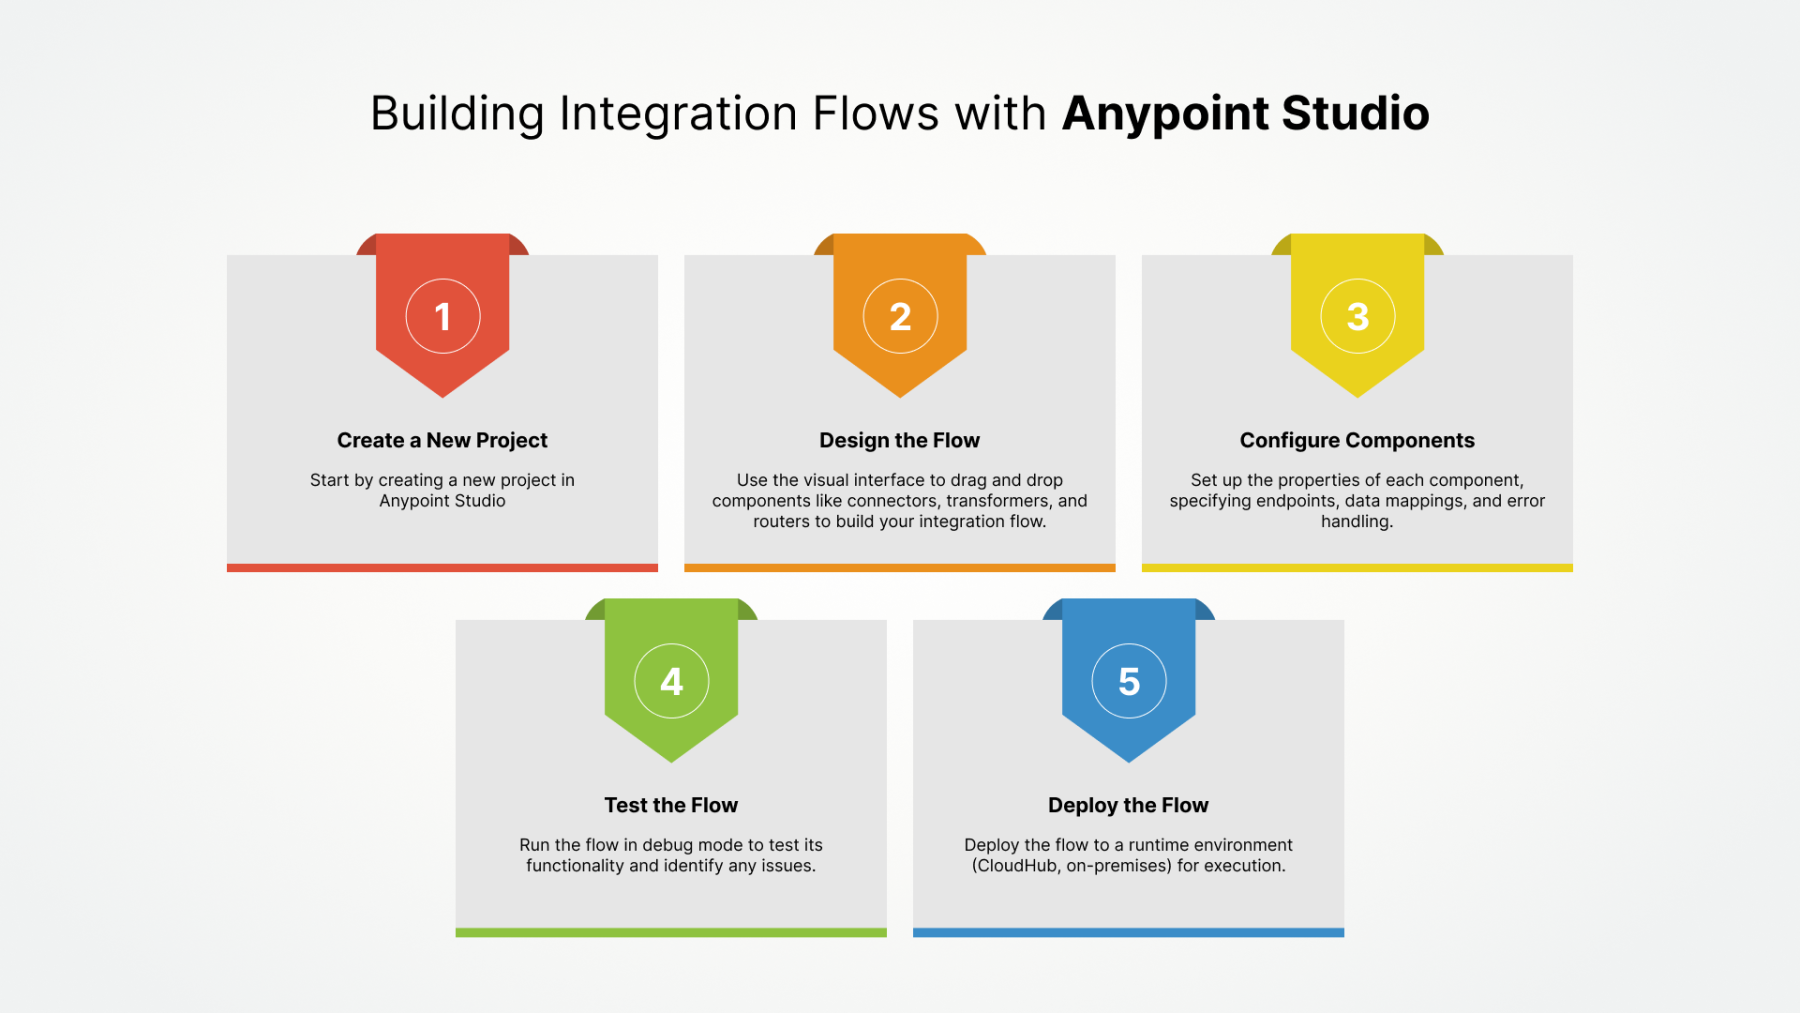 Building Integration Flows with Anypoint Studio
1
Create a New Project
Start by creating a new project in
Anypoint Studio
2
Design the Flow
Use the visual interface to drag and drop
components like connectors, transformers, and
routers to build your integration flow.
3
Configure Components
Set up the properties of each component,
specifying endpoints, data mappings, and error
handling.
4
Test the Flow
Run the flow in debug mode to test its
functionality and identify any issues.
5
Deploy the Flow
Deploy the flow to a runtime environment
(CloudHub, on-premises) for execution.